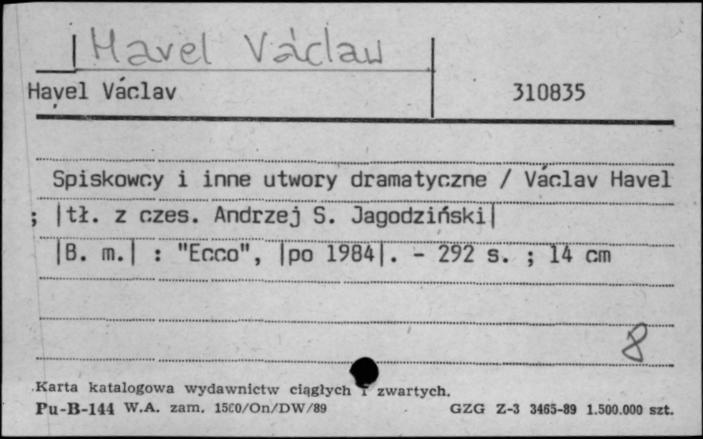 Havel Václav
Havel Václav 310835
Spiskowcy i inne utwory dramatyczne / Václav Havel
; |tł. z czes. Andrzej S. Jagodziński|
|B. m.| : "Ecco", |po 1984|. - 292 s. ; 14 cm
8
Karta katalogowa wydawnictw ciągłych i zwartych.
Pu-B-144 W.A. zam. 1560/On/DW/89 GZG Z-3 3465-89 1.500.000 szt.